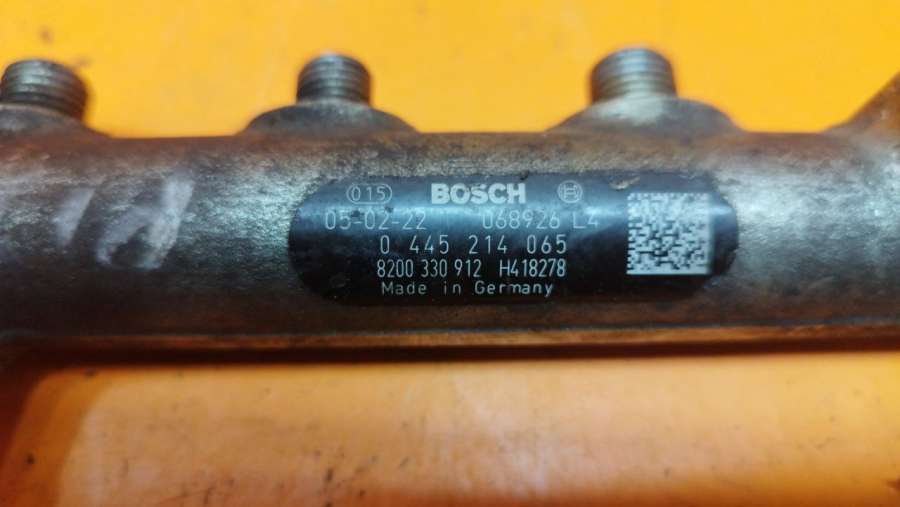 015 BOSCH
05-02-22 068926 L4
0 445 214 065
8200 330 912 H418278
Made in Germany